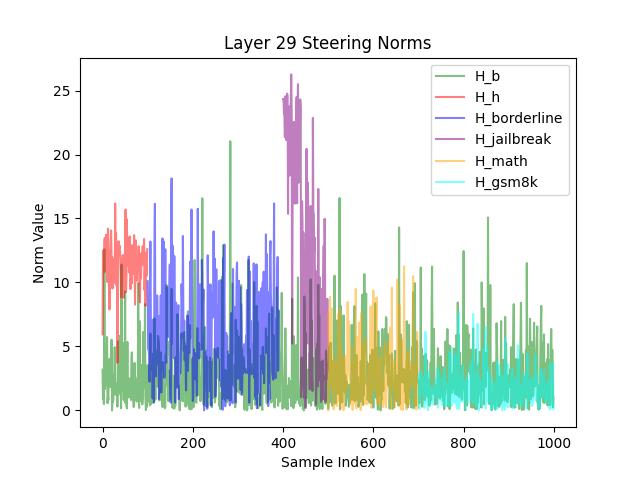 Layer 29 Steering Norms
Norm Value
25
20
15
10
5
0
H_b
H_h
H_borderline
H_jailbreak
H_math
H_gsm8k
0 200 400 600 800 1000
Sample Index